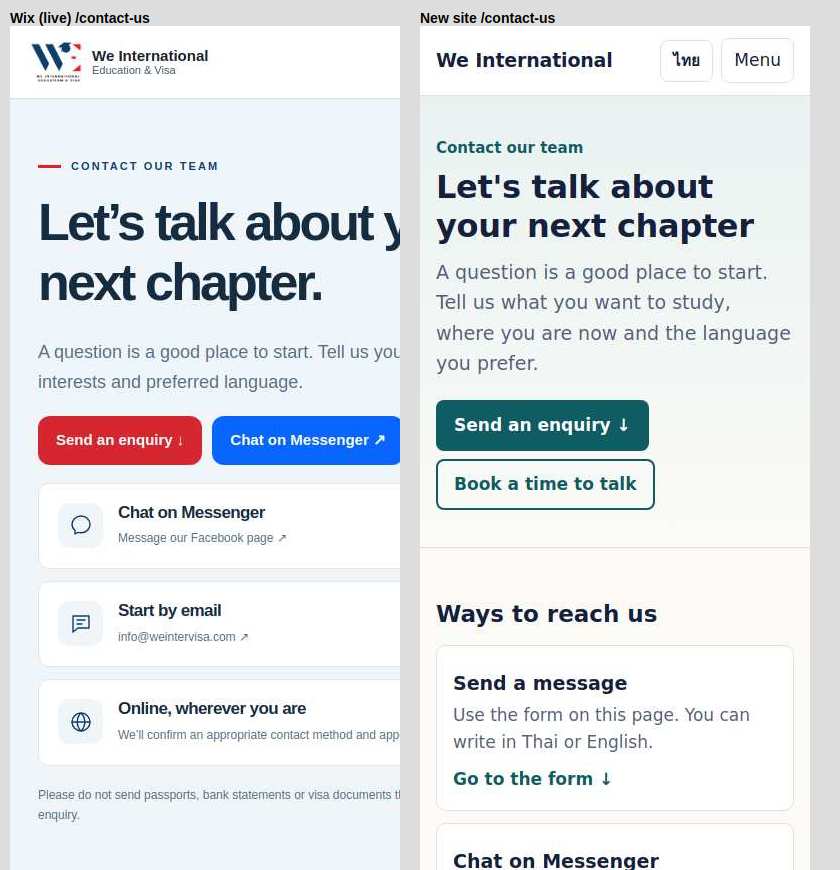 Wix (live) /contact-us
We International
Education & Visa
CONTACT OUR TEAM
Let’s talk about y
next chapter.
A question is a good place to start. Tell us you
interests and preferred language.
Send an enquiry ↓
Chat on Messenger ↗
Chat on Messenger
Message our Facebook page ↗
Start by email
info@weintervisa.com ↗
Online, wherever you are
We’ll confirm an appropriate contact method and app
Please do not send passports, bank statements or visa documents th
enquiry.
New site /contact-us
We International
ไทย
Menu
Contact our team
Let's talk about
your next chapter
A question is a good place to start.
Tell us what you want to study,
where you are now and the language
you prefer.
Send an enquiry ↓
Book a time to talk
Ways to reach us
Send a message
Use the form on this page. You can
write in Thai or English.
Go to the form ↓
Chat on Messenger